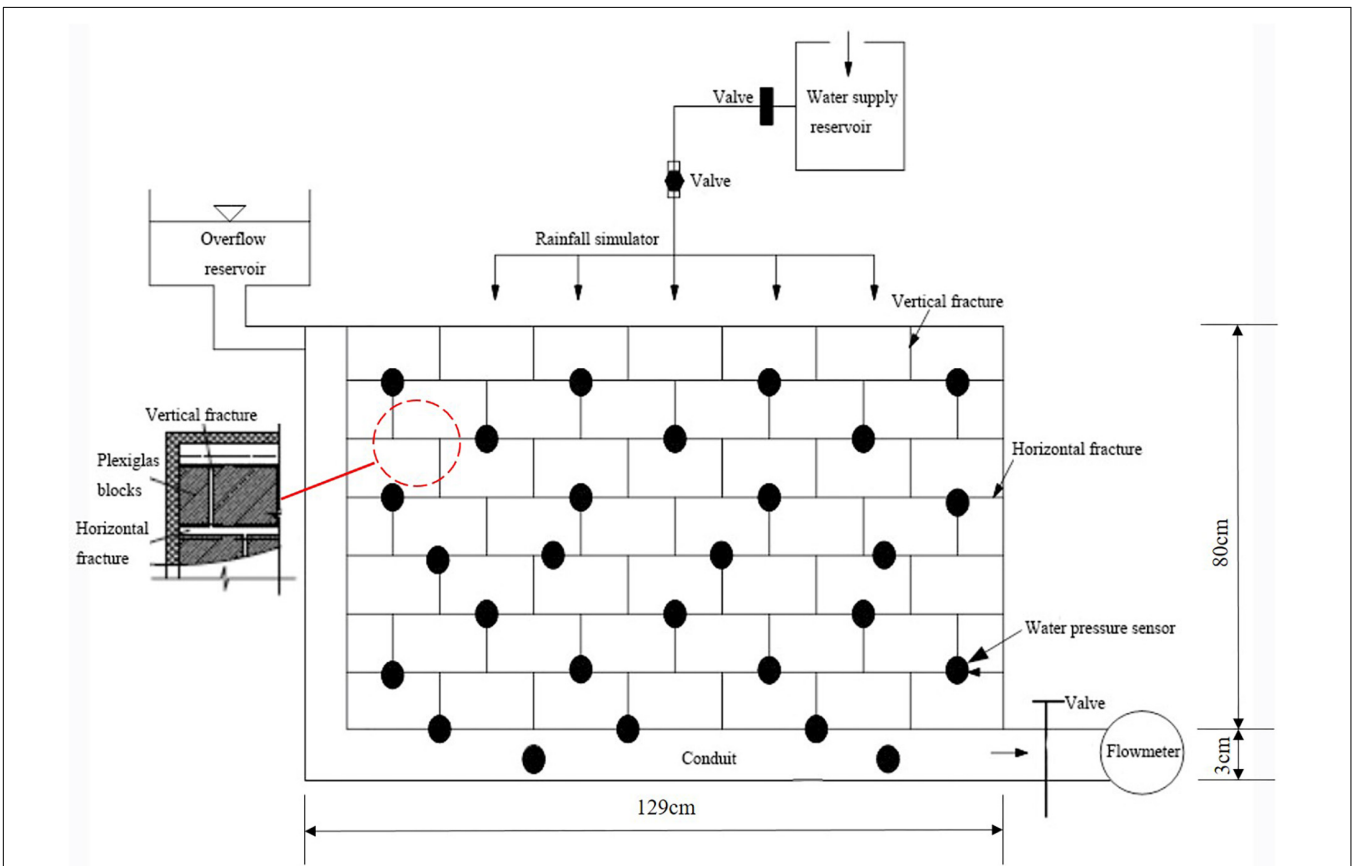 Valve
Water supply
reservoir
Valve
Overflow
reservoir
Rainfall simulator
Vertical fracture
Vertical fracture
Plexiglas
blocks
Horizontal
fracture
Horizontal fracture
80cm
Water pressure sensor
Valve
Conduit
Flowmeter
3cm
129cm